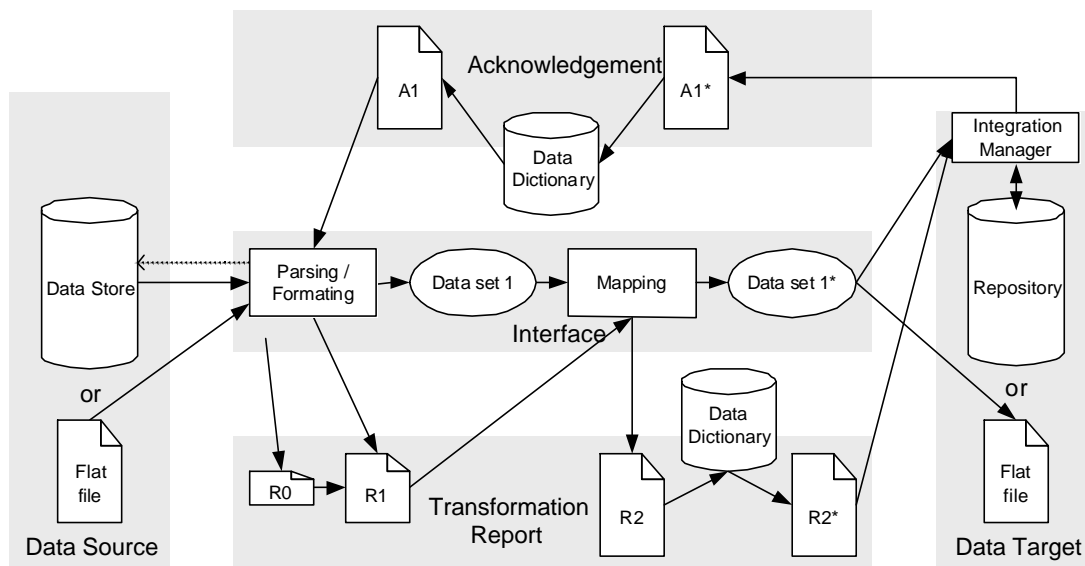 Acknowledgement
A1
A1*
Data
Dictionary
Integration
Manager
Data Store
Parsing /
Formating
Data set 1
Mapping
Data set 1*
Repository
Interface
or
or
Flat
file
Data
Dictionary
Flat
file
R0
R1
Transformation
Report
R2
R2*
Data Source
Data Target